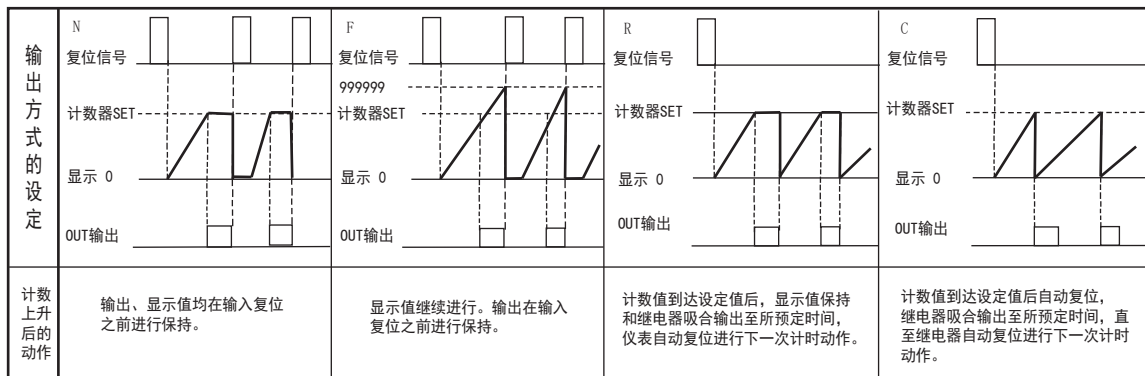 输出方式的设定
N
复位信号
计数器SET
显示 0
OUT输出
F
复位信号
999999
计数器SET
显示 0
OUT输出
R
复位信号
计数器SET
显示 0
OUT输出
C
复位信号
计数器SET
显示 0
OUT输出
计数
上升
后的
动作
输出、显示值均在输入复位
之前进行保持。
显示值继续进行。输出在输入
复位之前进行保持。
计数值到达设定值后，显示值保持
和继电器吸合输出至所预定时间，
仪表自动复位进行下一次计时动作。
计数值到达设定值后自动复位，
继电器吸合输出至所预定时间，直
至继电器自动复位进行下一次计时
动作。